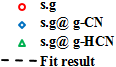 s.g
s.g@ g-CN
s.g@ g-HCN
Fit result